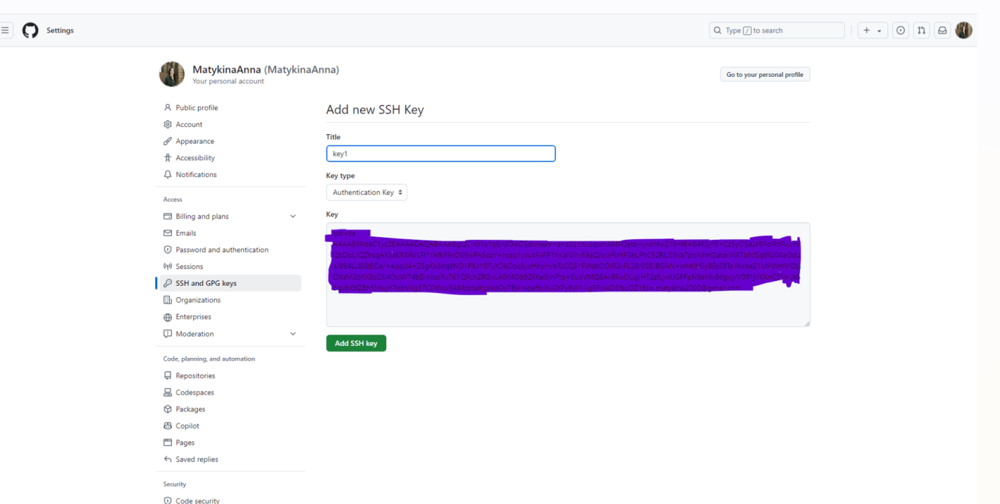 Settings
Type / to search
MatykinaAnna (MatykinaAnna)
Your personal account
Go to your personal profile
Public profile
Account
Appearance
Accessibility
Notifications
Access
Billing and plans
Emails
Password and authentication
Sessions
SSH and GPG keys
Organizations
Enterprises
Moderation
Code, planning, and automation
Repositories
Codespaces
Packages
Copilot
Pages
Saved replies
Security
Code security
Add new SSH Key
Title
key1
Key type
Authentication Key
Key
ssh-rsa
Add SSH key